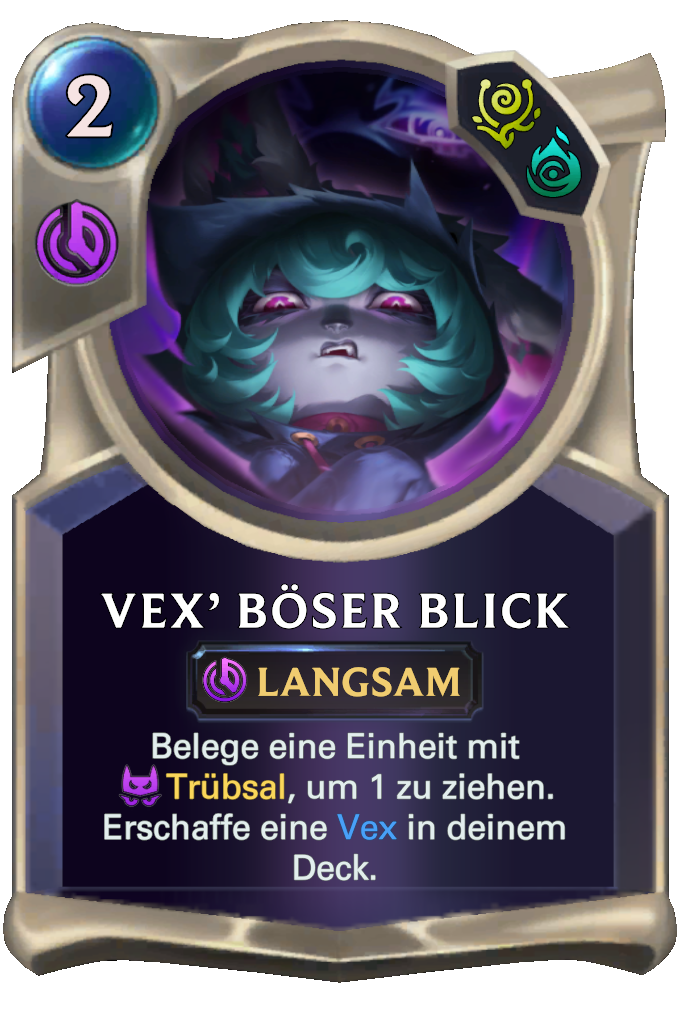 2
VEX’ BÖSER BLICK
LANGSAM
Belege eine Einheit mit
Trübsal, um 1 zu ziehen.
Erschaffe eine Vex in deinem
Deck.